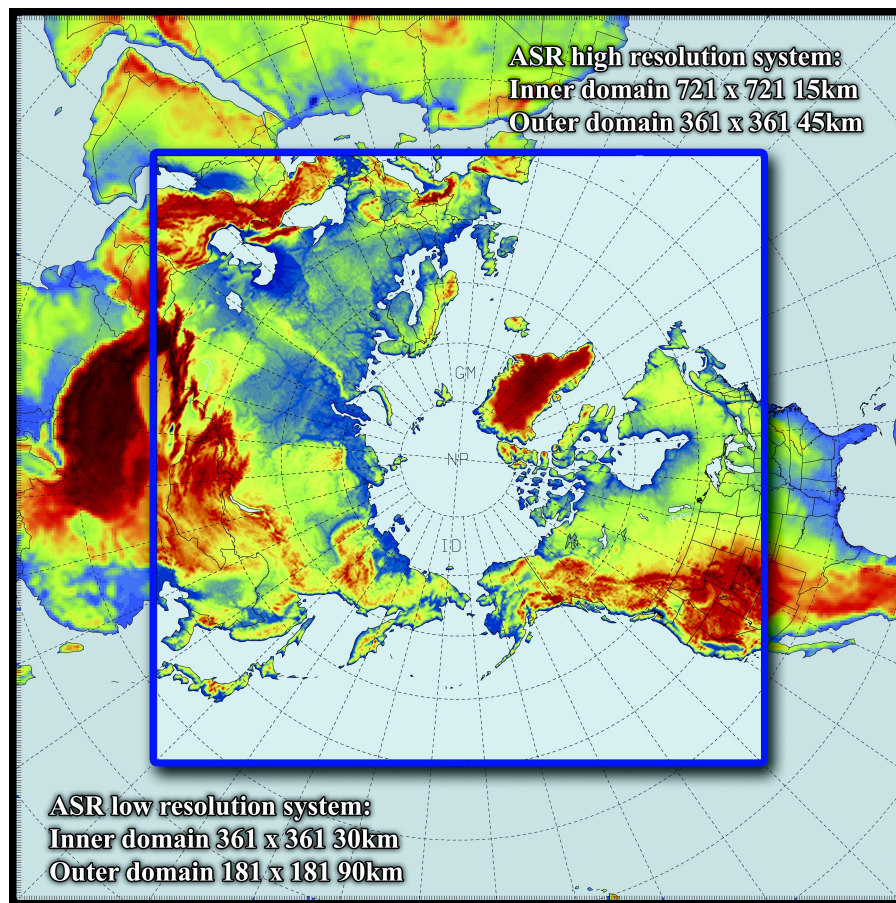 ASR high resolution system:
Inner domain 721 x 721 15km
Outer domain 361 x 361 45km
GM
NP
ID
ASR low resolution system:
Inner domain 361 x 361 30km
Outer domain 181 x 181 90km